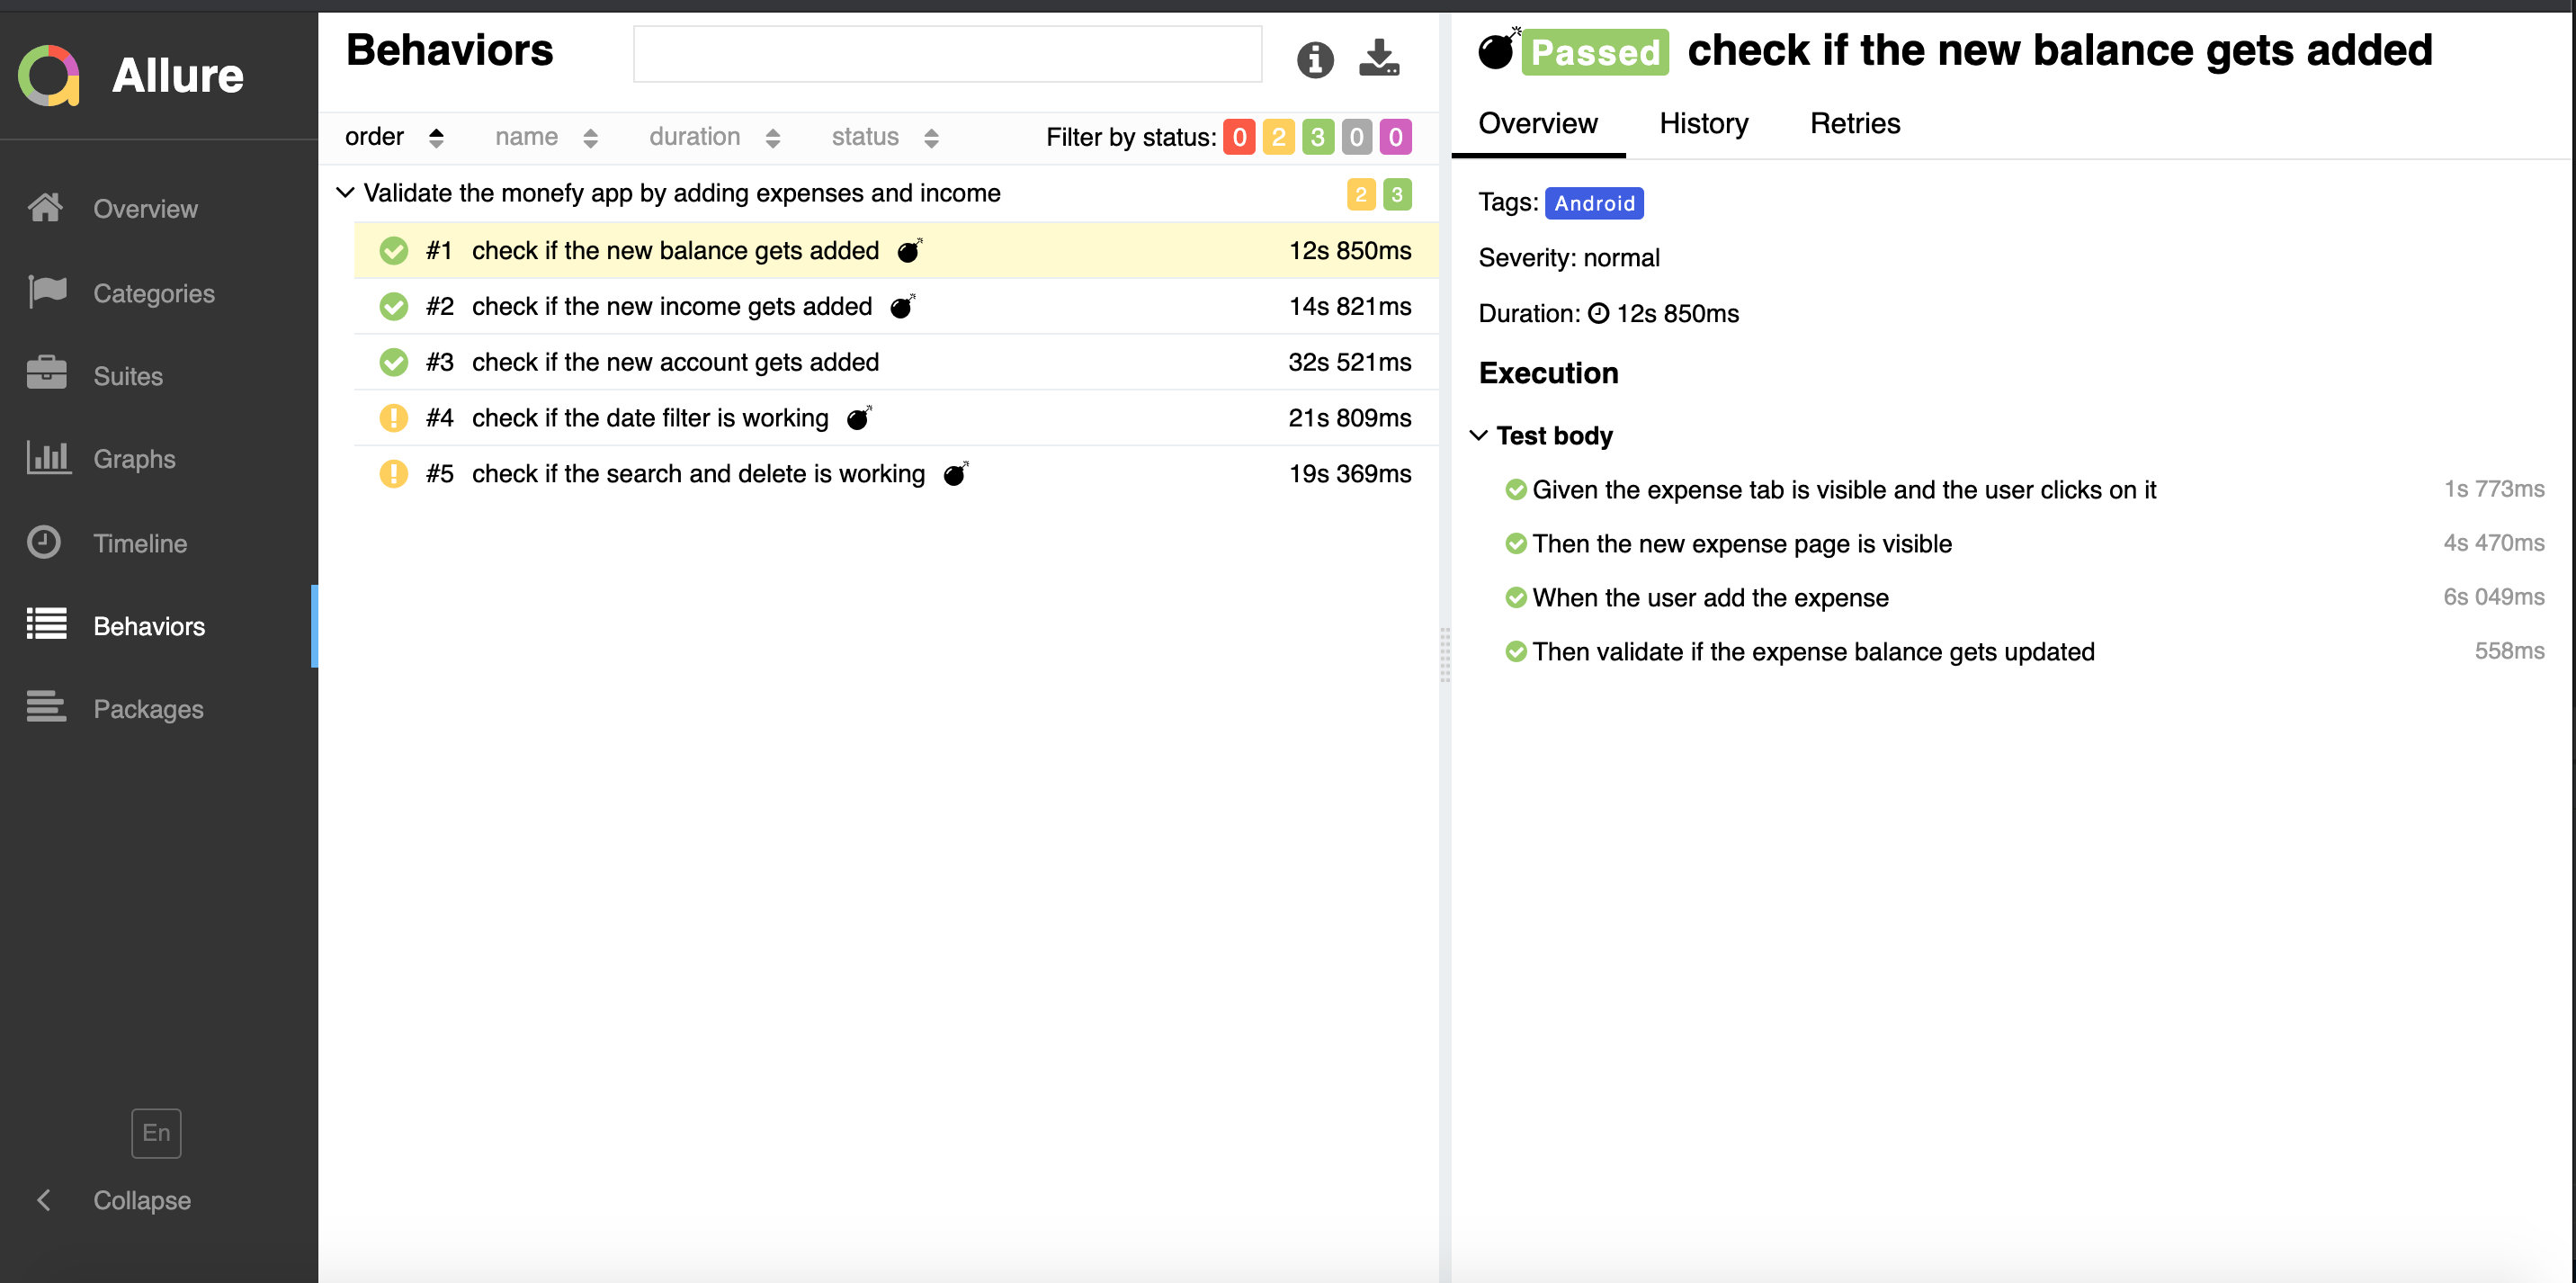 Allure
Overview
Categories
Suites
Graphs
Timeline
Behaviors
Packages
En
Collapse
Behaviors
order name duration status Filter by status: 0 2 3 0 0
Validate the monefy app by adding expenses and income 2 3
#1 check if the new balance gets added 12s 850ms
#2 check if the new income gets added 14s 821ms
#3 check if the new account gets added 32s 521ms
#4 check if the date filter is working 21s 809ms
#5 check if the search and delete is working 19s 369ms
Passed check if the new balance gets added
Overview History Retries
Tags: Android
Severity: normal
Duration: 12s 850ms
Execution
Test body
Given the expense tab is visible and the user clicks on it 1s 773ms
Then the new expense page is visible 4s 470ms
When the user add the expense 6s 049ms
Then validate if the expense balance gets updated 558ms